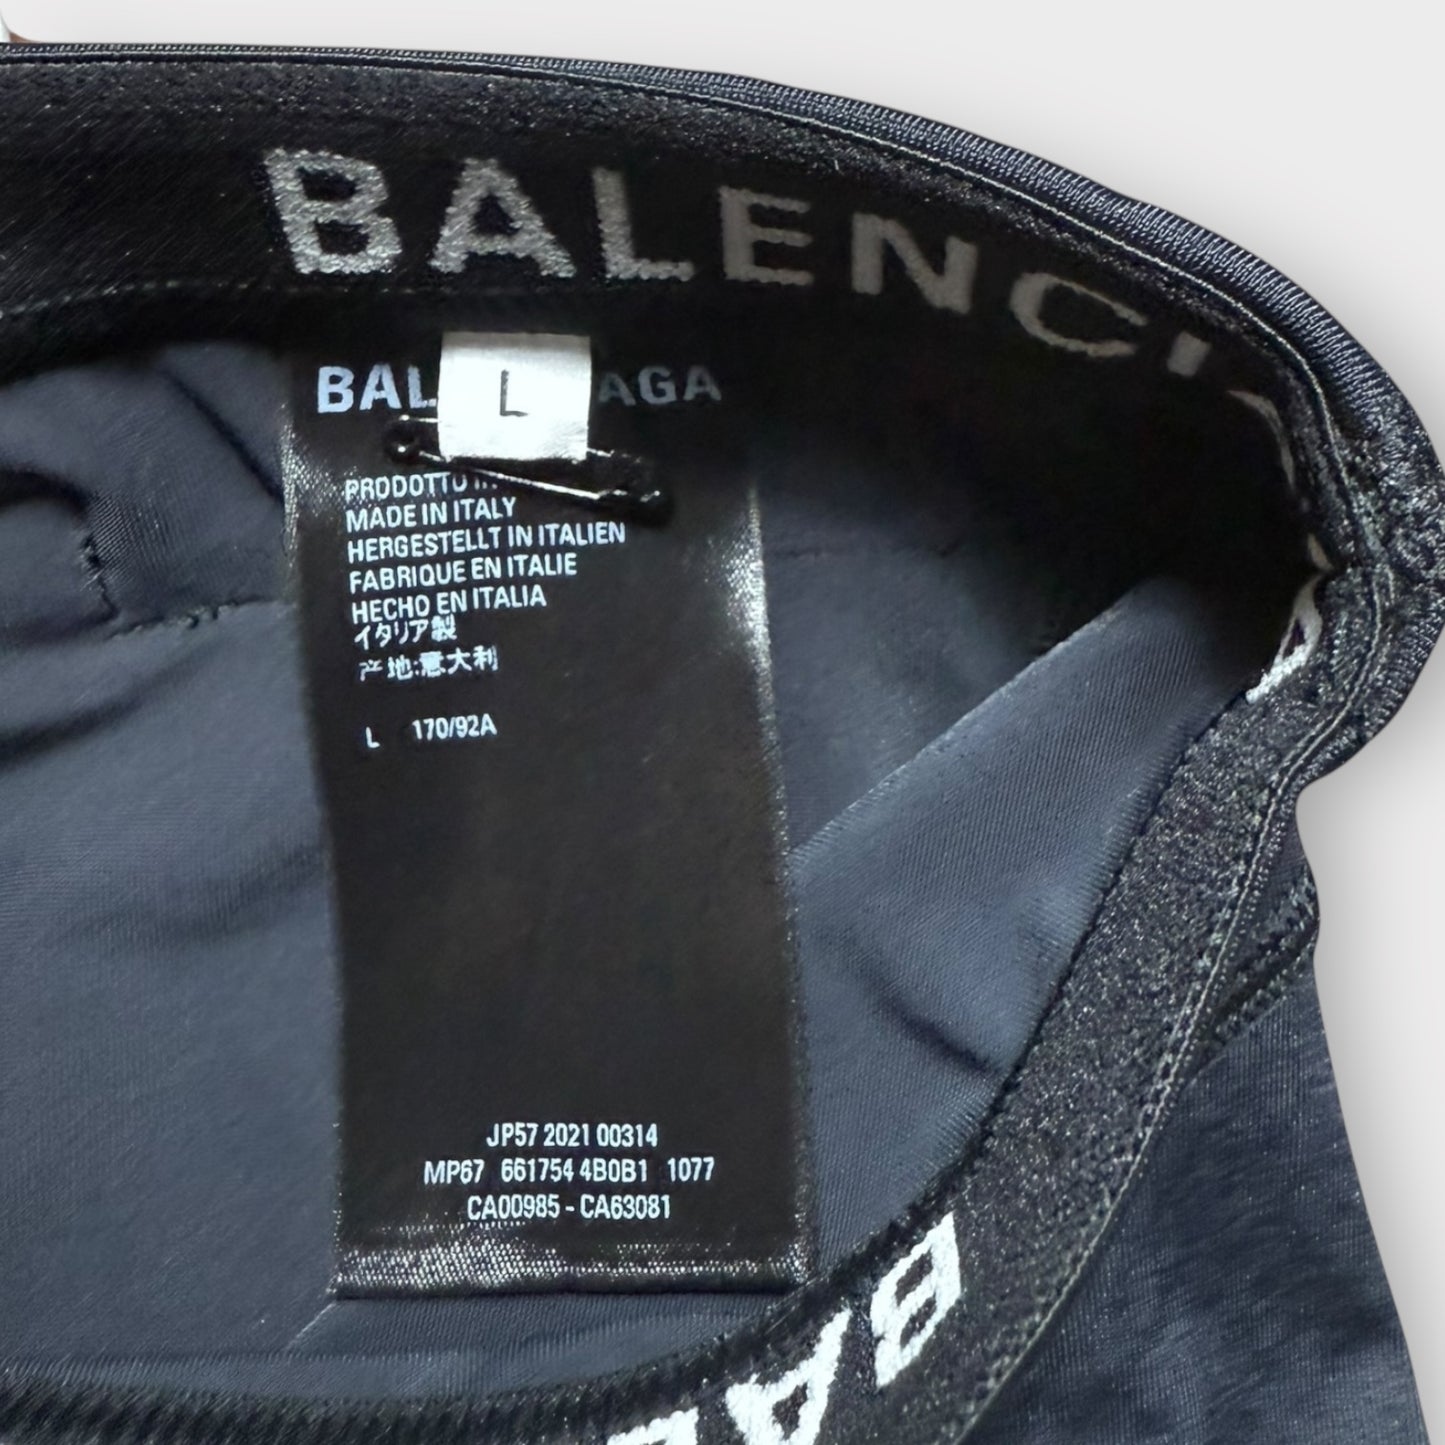 BALENCI
BAL AGA
L
PRODOTTO
MADE IN ITALY
HERGESTELLT IN ITALIEN
FABRIQUE EN ITALIE
HECHO EN ITALIA
イタリア製
产地:意大利
L 170/92A
JP57 2021 00314
MP67 661754 4B0B1 1077
CA00985 - CA63081
BA